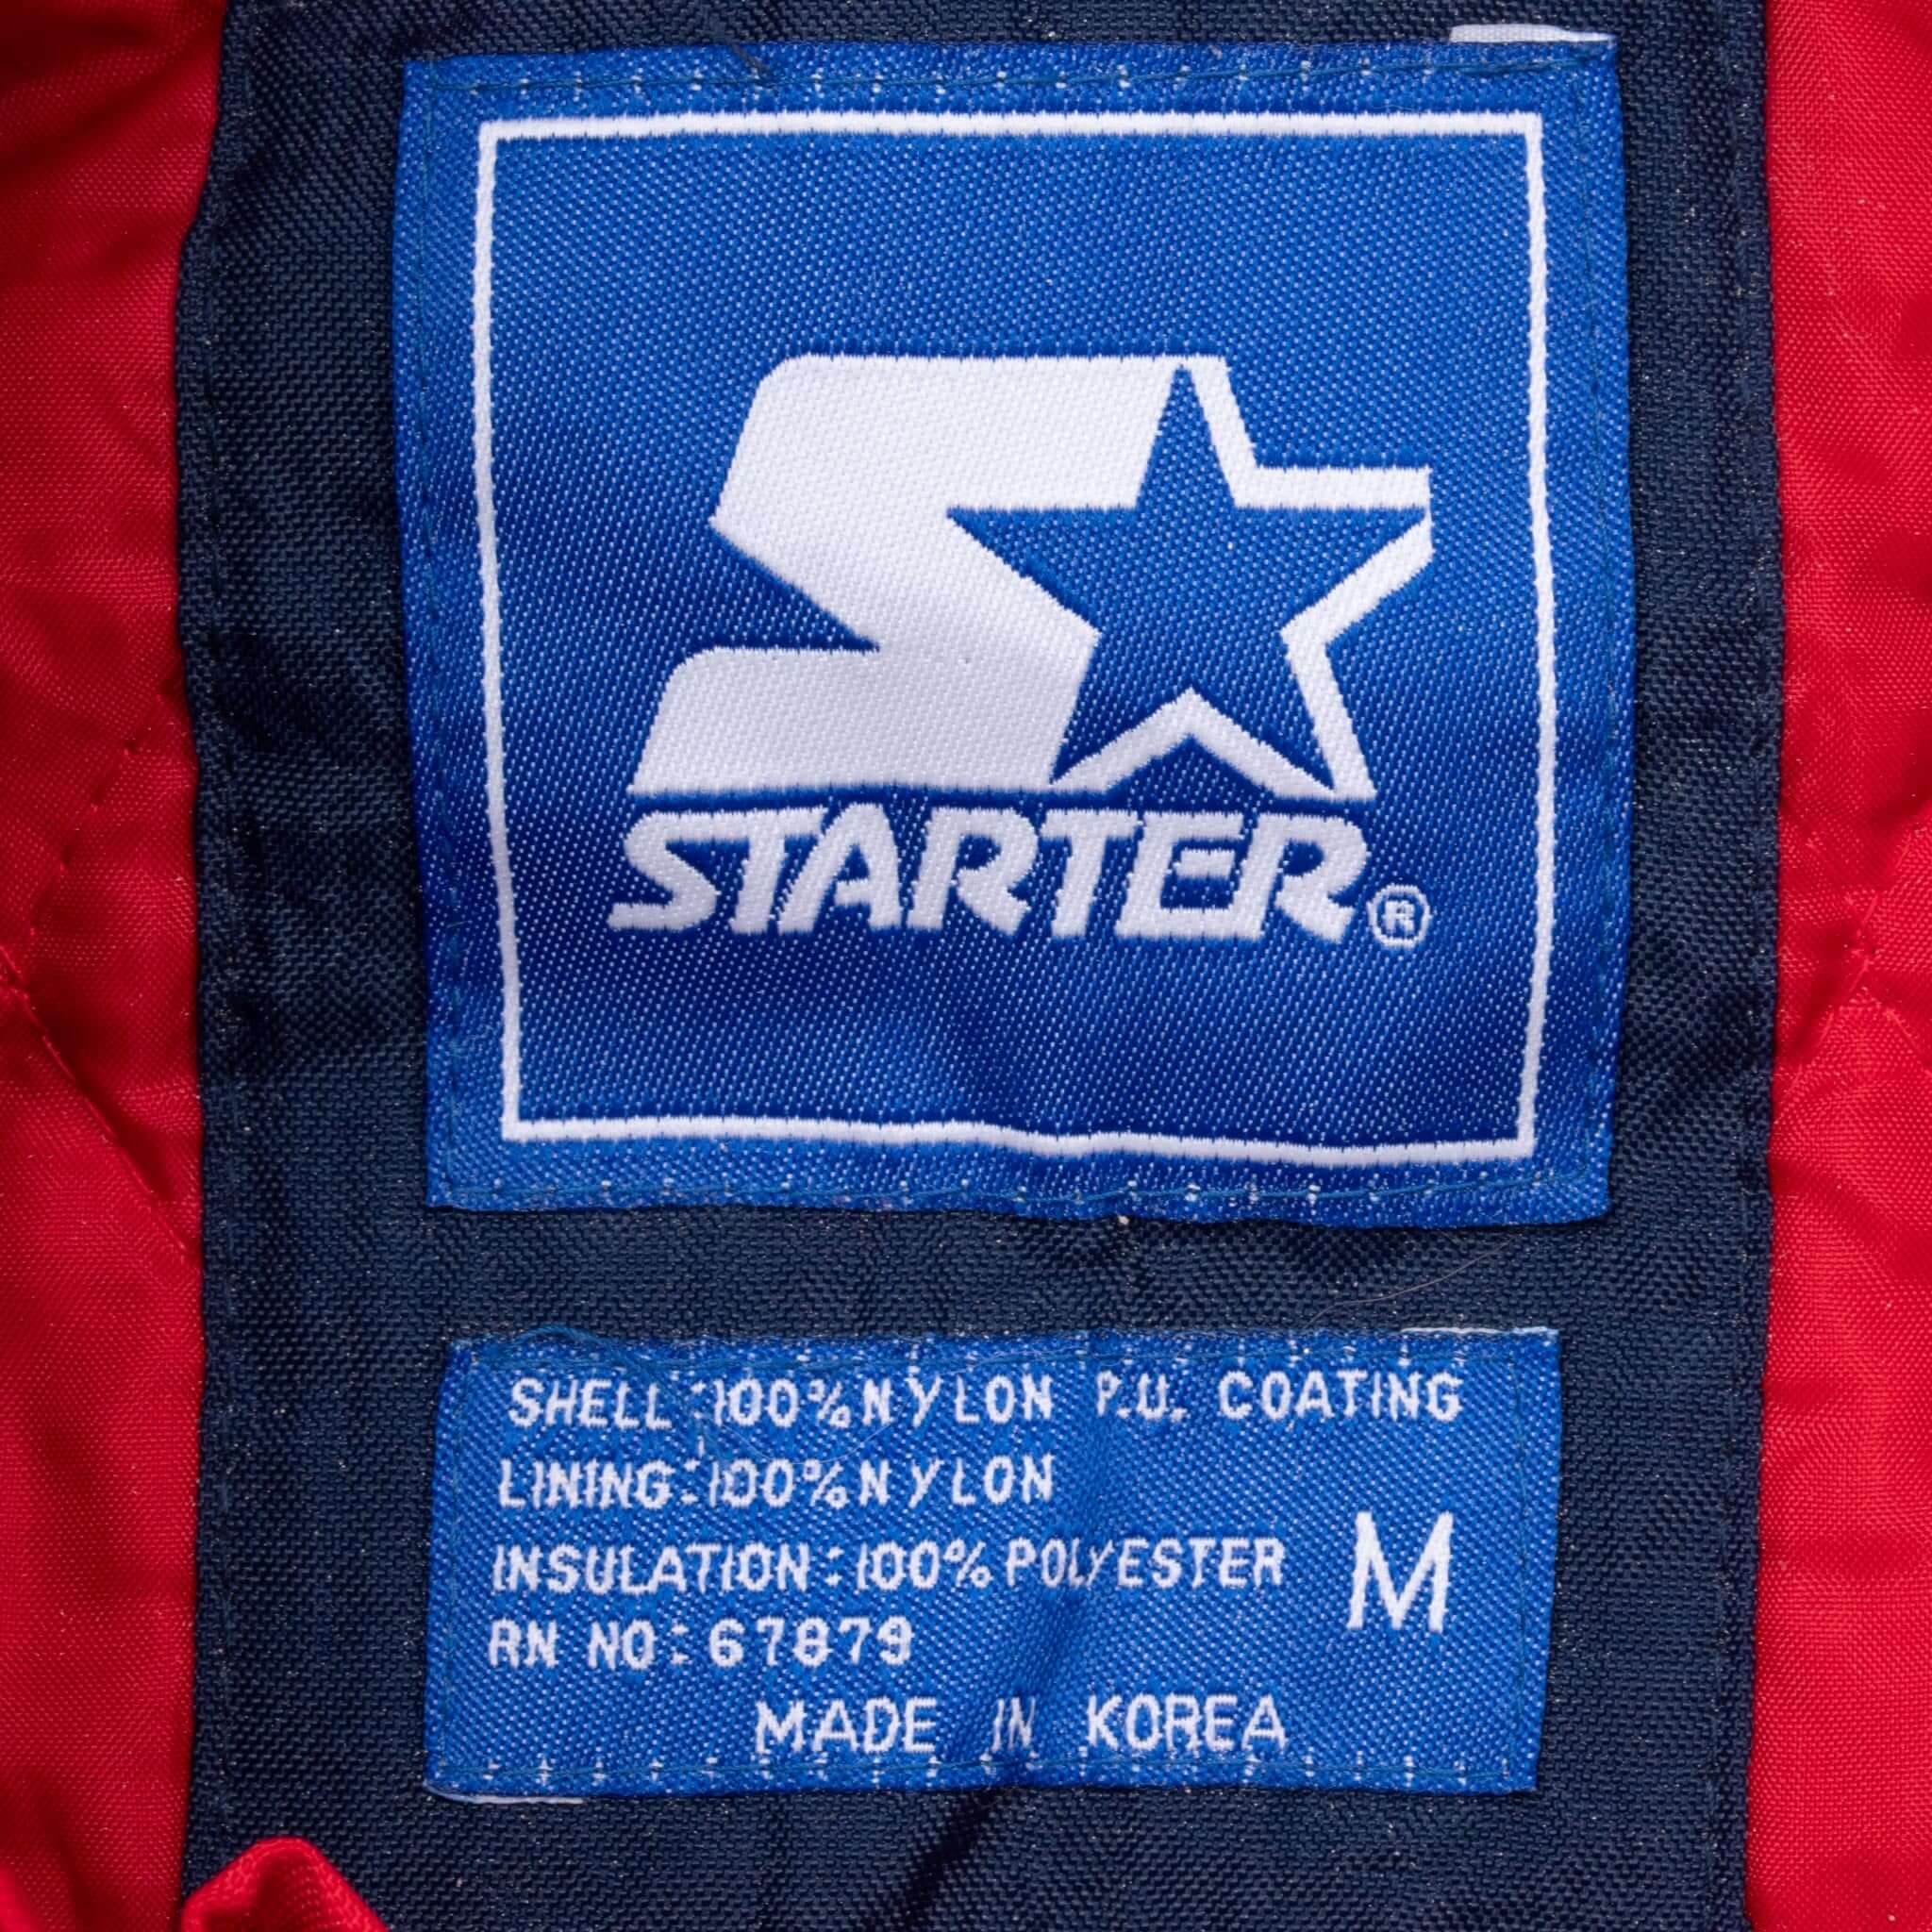 STARTER®
SHELL:100%NYLON P.U. COATING
LINING:100%NYLON
INSULATION:100%POLYESTER
M
RN NO:67879
MADE IN KOREA